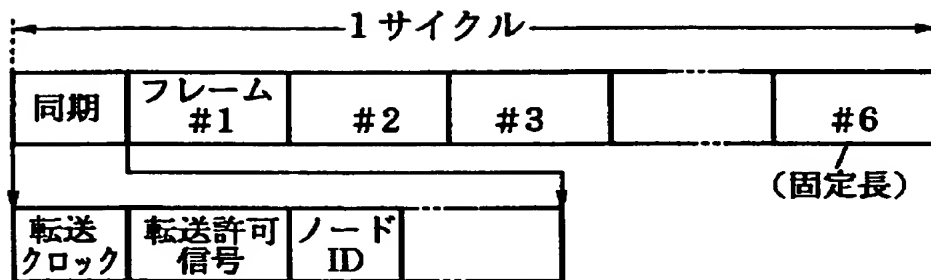 1サイクル
同期
フレーム
#1
#2
#3
#6
(固定長)
転送
クロック
転送許可
信号
ノード
ID